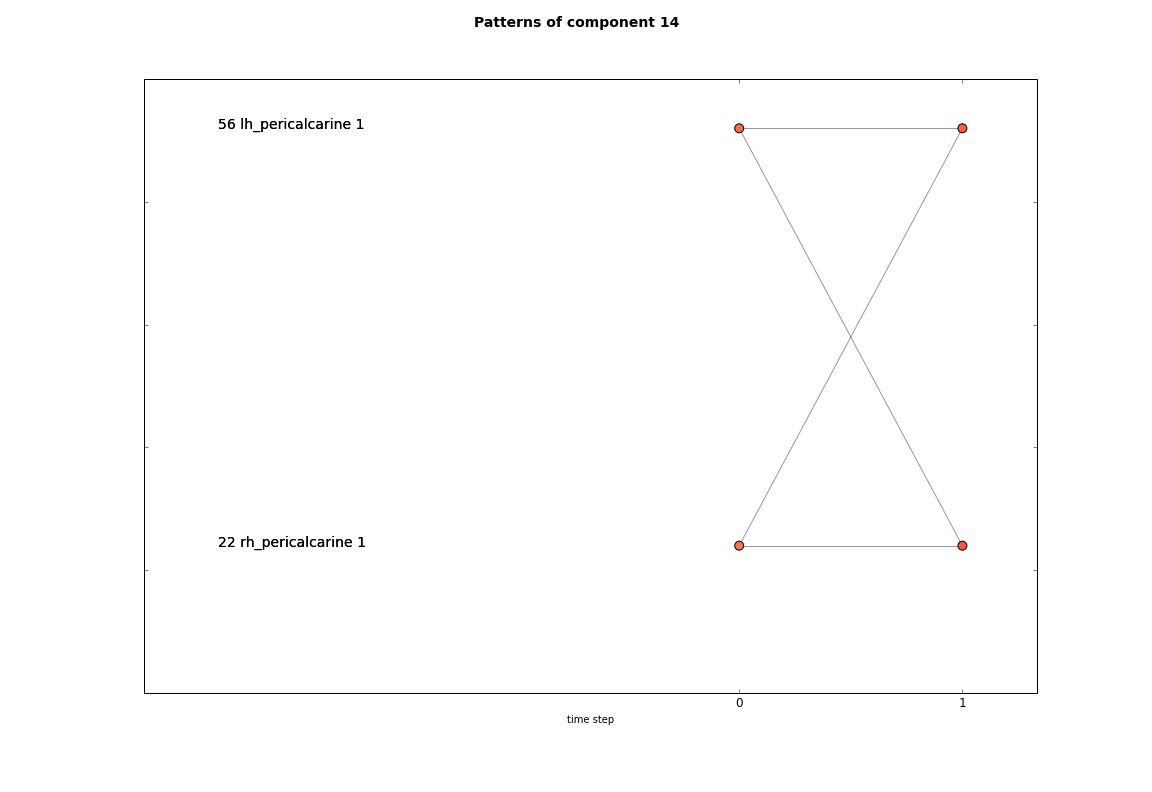 Patterns of component 14
56 lh_pericalcarine 1
22 rh_pericalcarine 1
0 1
time step